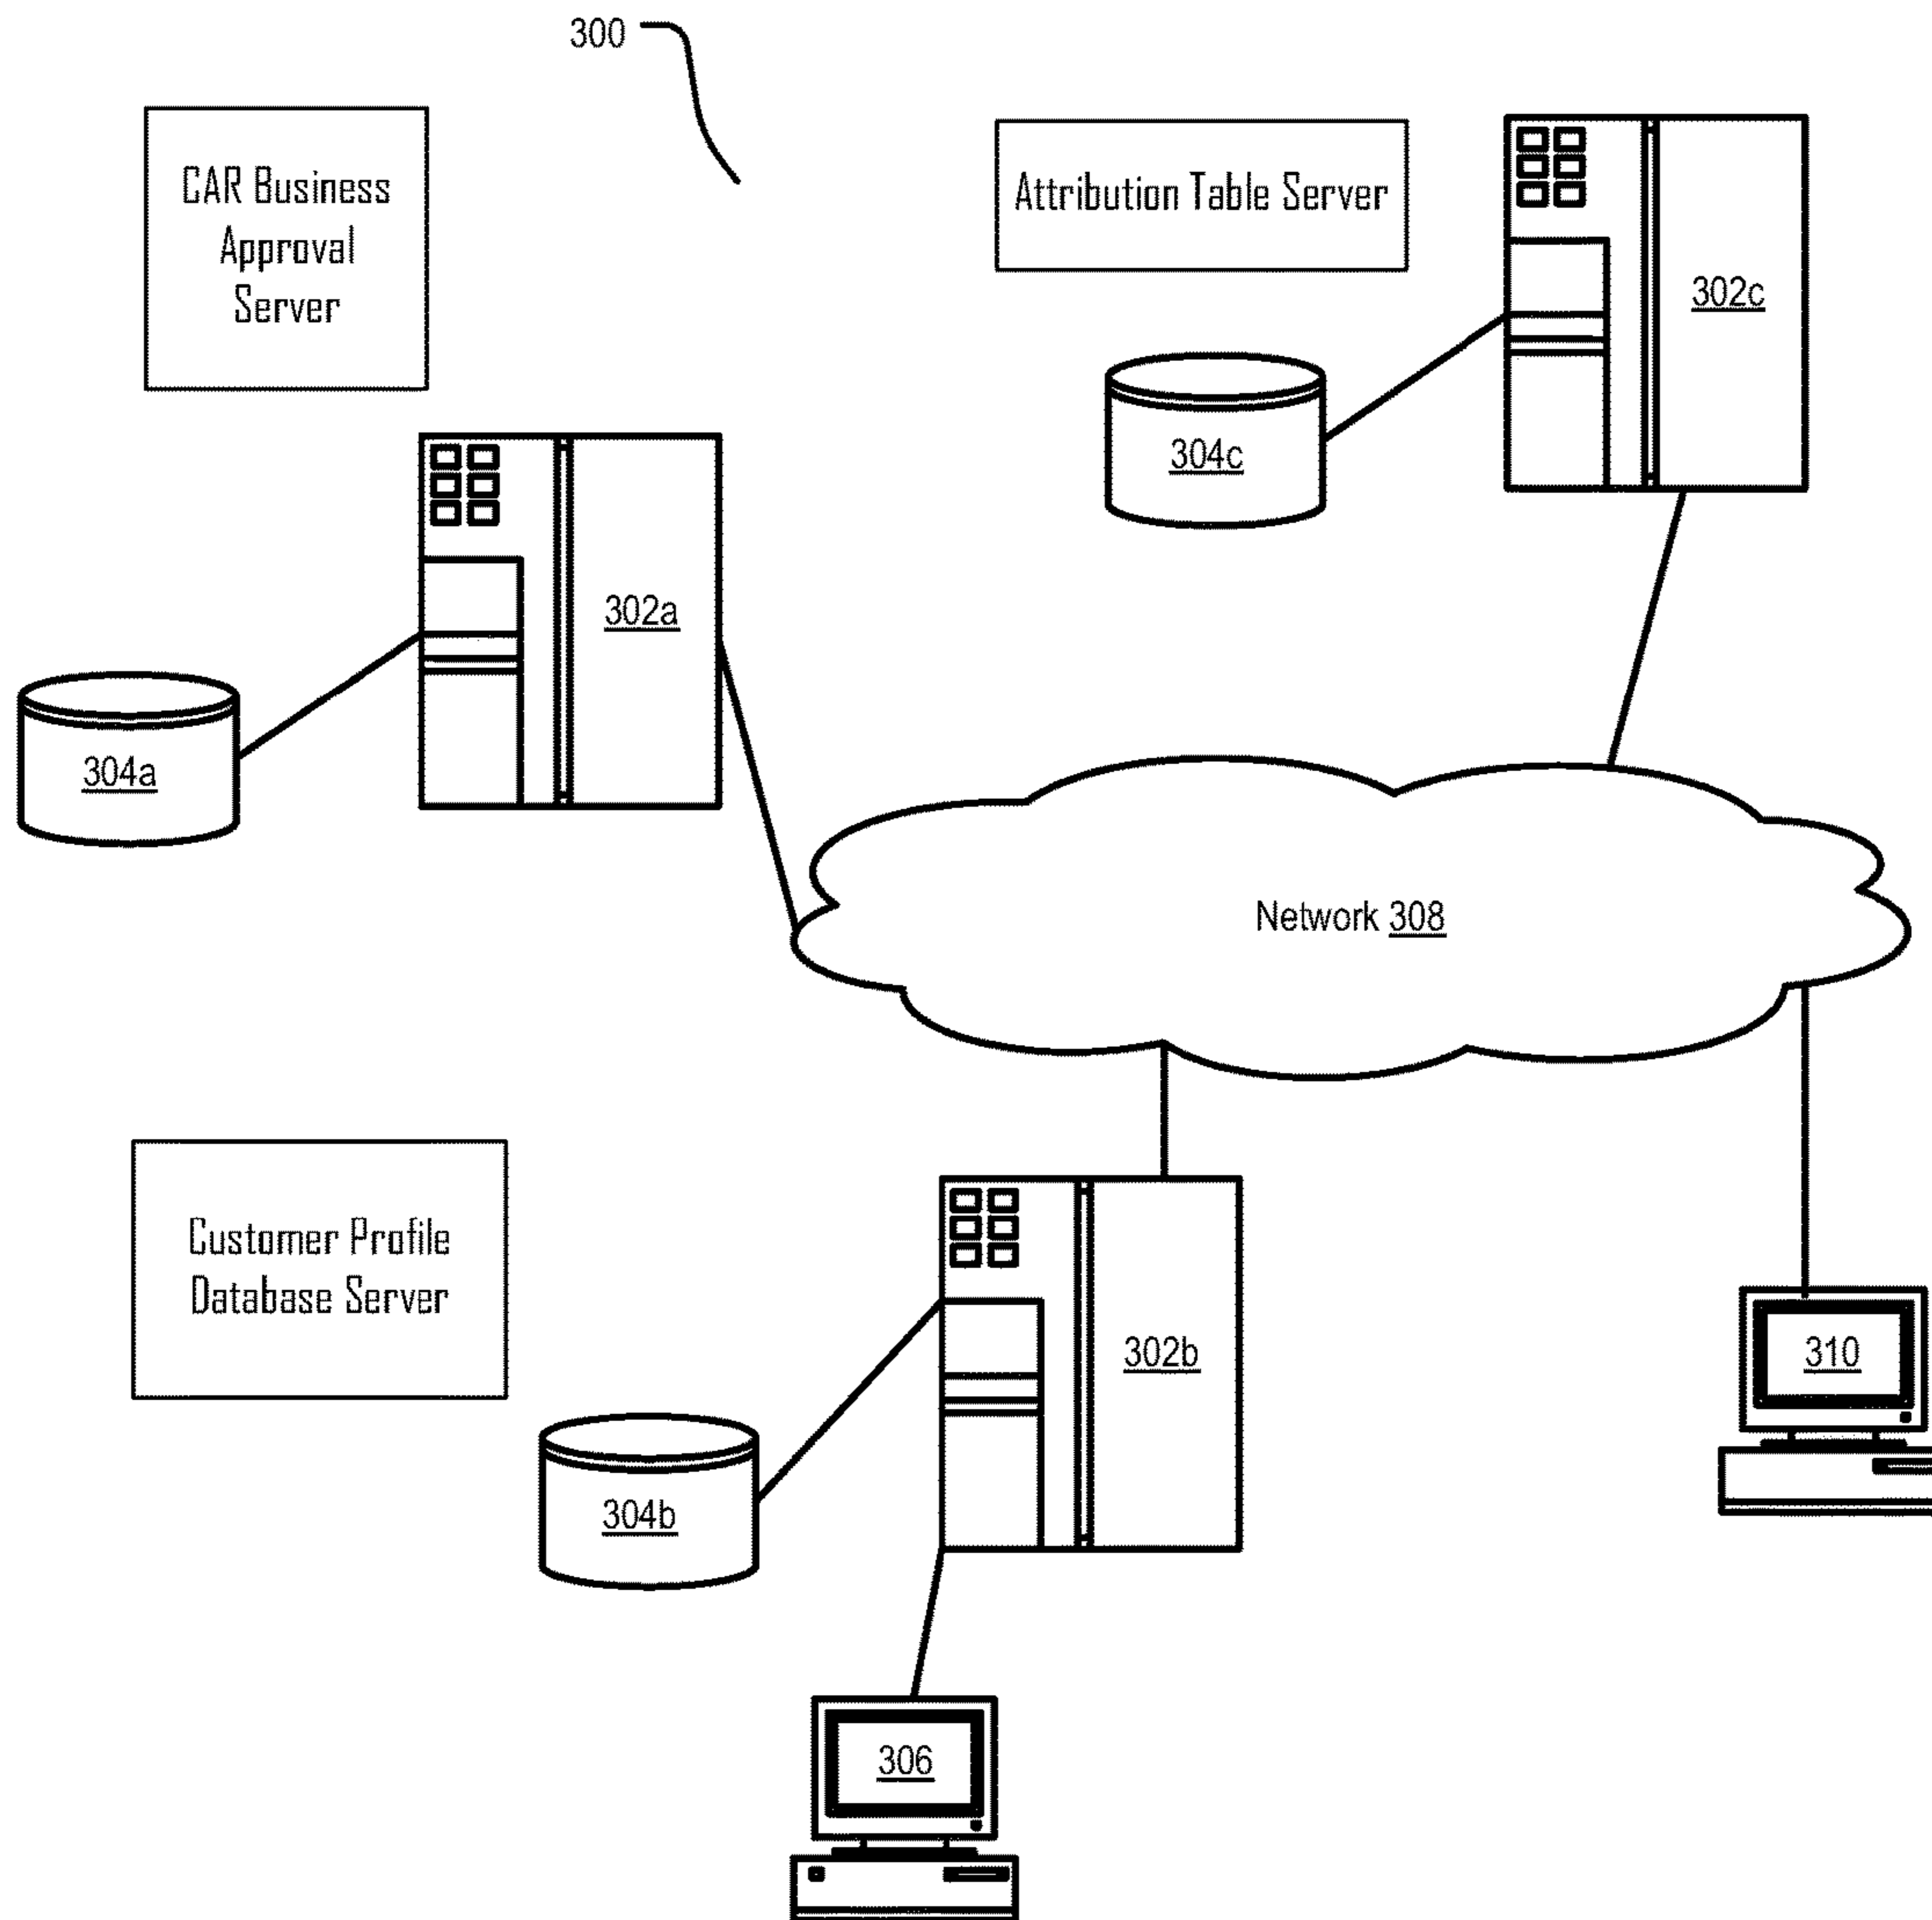 300
CAR Business
Approval
Server
Attribution Table Server
302c
304c
302a
304a
Network 308
Customer Profile
Database Server
302b
310
304b
306